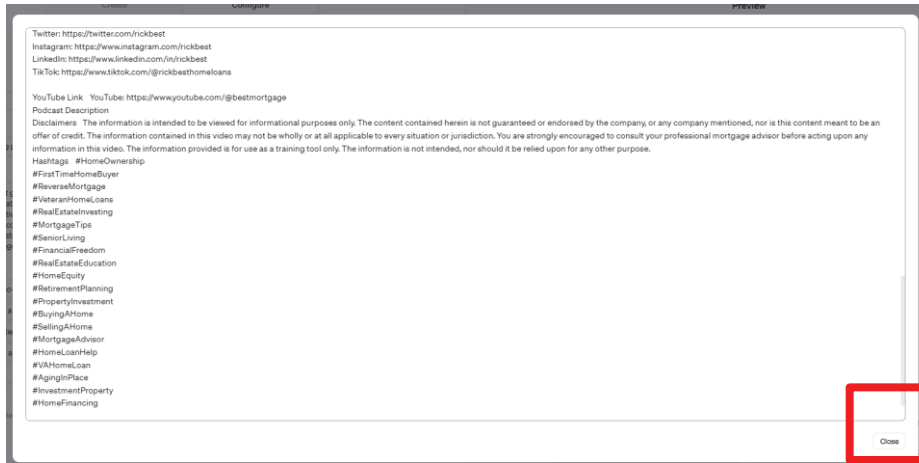 Create Configure Preview
Twitter: https://twitter.com/rickbest
Instagram: https://www.instagram.com/rickbest
LinkedIn: https://www.linkedin.com/in/rickbest
TikTok: https://www.tiktok.com/@rickbesthomeloans
YouTube Link YouTube: https://www.youtube.com/@bestmortgage
Podcast Description
Disclaimers The information is intended to be viewed for informational purposes only. The content contained herein is not guaranteed or endorsed by the company, or any company mentioned, nor is this content meant to be an
offer of credit. The information contained in this video may not be wholly or at all applicable to every situation or jurisdiction. You are strongly encouraged to consult your professional mortgage advisor before acting upon any
information in this video. The information provided is for use as a training tool only. The information is not intended, nor should it be relied upon for any other purpose.
Hashtags #HomeOwnership
#FirstTimeHomeBuyer
#ReverseMortgage
#VeteranHomeLoans
#RealEstateInvesting
#MortgageTips
#SeniorLiving
#FinancialFreedom
#RealEstateEducation
#HomeEquity
#RetirementPlanning
#PropertyInvestment
#BuyingAHome
#SellingAHome
#MortgageAdvisor
#HomeLoanHelp
#VAHomeLoan
#AgingInPlace
#InvestmentProperty
#HomeFinancing
Close